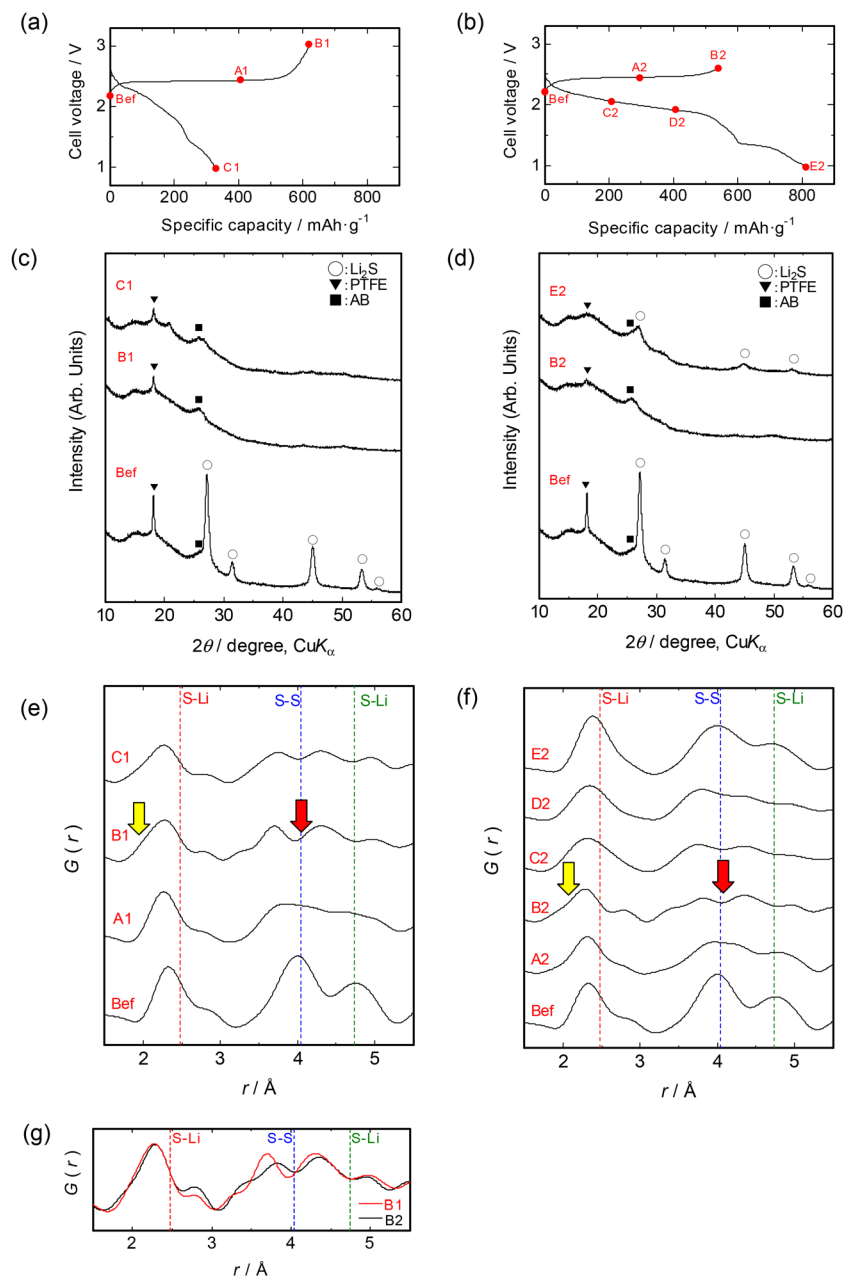 (a)
Cell voltage / V
3
2
1
Bef
A1
B1
C1
0 200 400 600 800
Specific capacity / mAh·g⁻¹
(b)
Cell voltage / V
3
2
1
Bef
A2
B2
C2
D2
E2
0 200 400 600 800
Specific capacity / mAh·g⁻¹
(c)
Intensity (Arb. Units)
○: Li₂S
▼: PTFE
■: AB
C1
B1
Bef
10 20 30 40 50 60
2θ / degree, CuKα
(d)
Intensity (Arb. Units)
○: Li₂S
▼: PTFE
■: AB
E2
B2
Bef
10 20 30 40 50 60
2θ / degree, CuKα
(e)
G (r)
S-Li S-S S-Li
C1
B1
A1
Bef
2 3 4 5
r / Å
(f)
G (r)
S-Li S-S S-Li
E2
D2
C2
B2
A2
Bef
2 3 4 5
r / Å
(g)
G (r)
S-Li S-S S-Li
B1
B2
2 3 4 5
r / Å